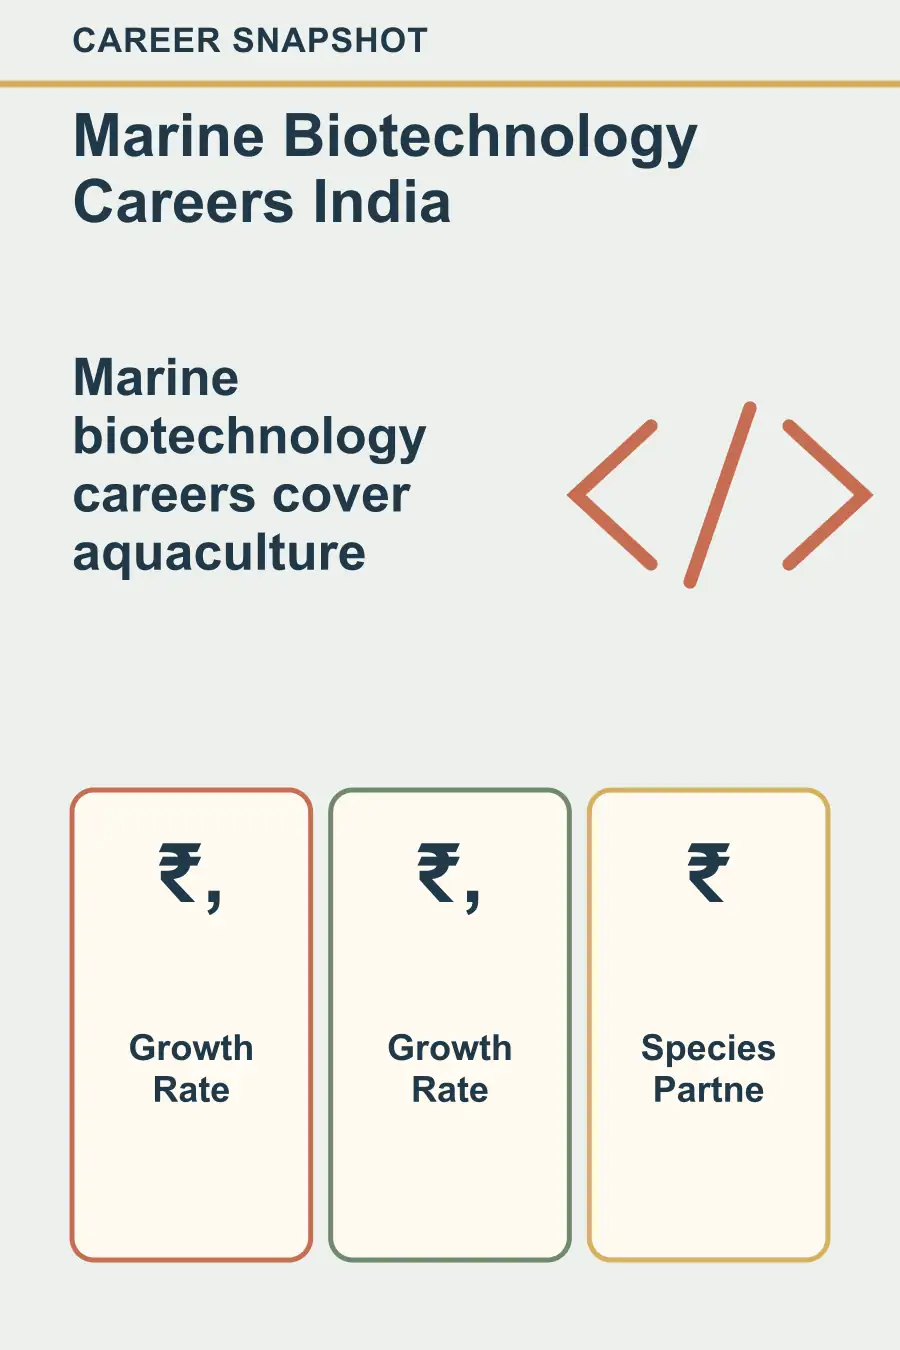 CAREER SNAPSHOT
Marine Biotechnology
Careers India
Marine
biotechnology
careers cover
aquaculture
₹,
Growth
Rate
₹,
Growth
Rate
₹
Species
Partne